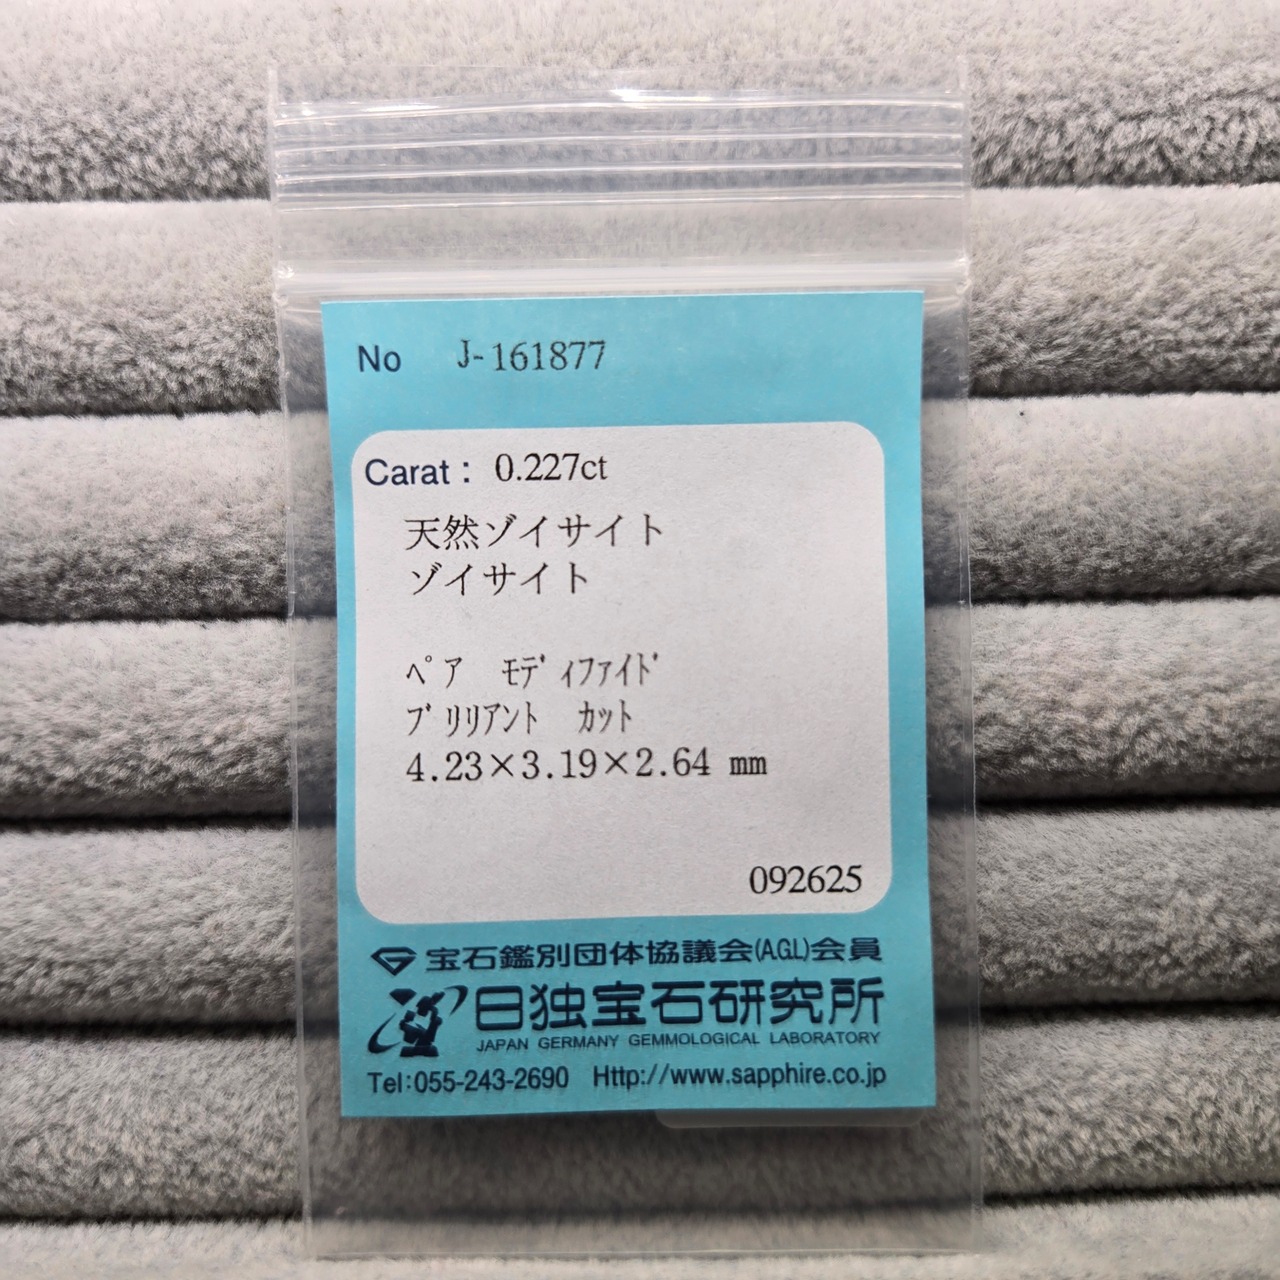 No J-161877
Carat: 0.227ct
天然ゾイサイト
ゾイサイト
ﾍﾟｱ ﾓﾃﾞｨﾌｧｲﾄﾞ
ﾌﾞﾘﾘｱﾝﾄ ｶｯﾄ
4.23×3.19×2.64 mm
092625
宝石鑑別団体協議会(AGL)会員
日独宝石研究所
JAPAN GERMANY GEMMOLOGICAL LABORATORY
Tel:055-243-2690 Http://www.sapphire.co.jp